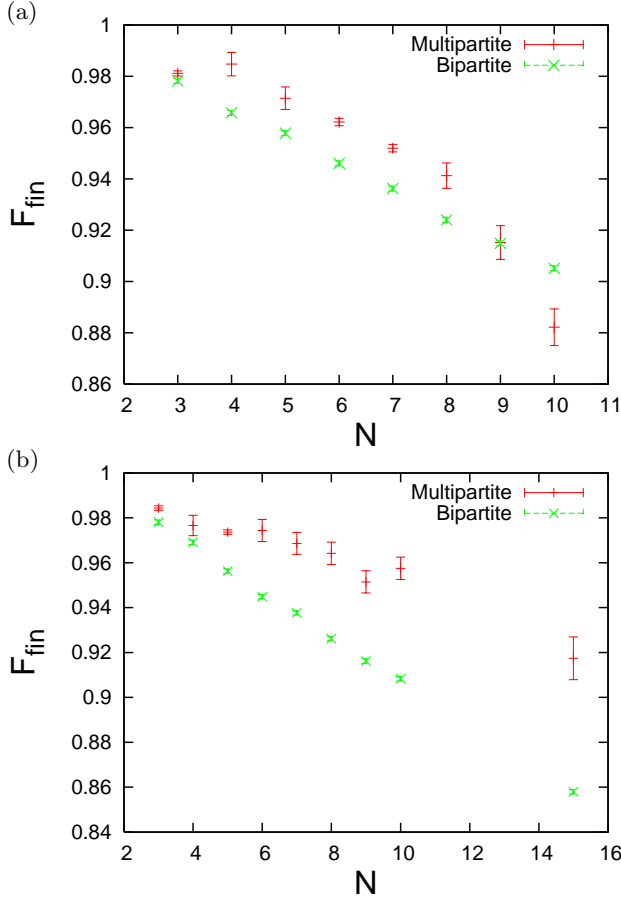 (a)
1
0.98
0.96
0.94
0.92
0.9
0.88
0.86
F_fin
Multipartite
Bipartite
2 3 4 5 6 7 8 9 10 11
N
(b)
1
0.98
0.96
0.94
0.92
0.9
0.88
0.86
0.84
F_fin
Multipartite
Bipartite
2 4 6 8 10 12 14 16
N